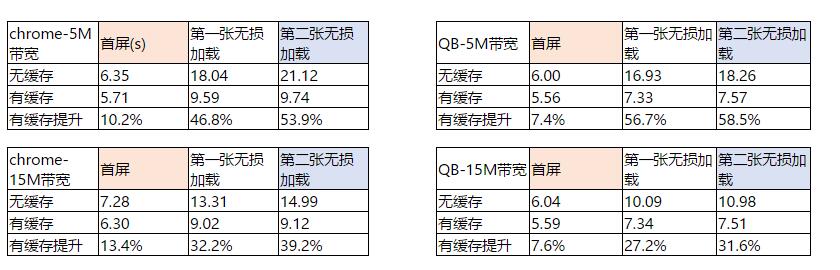 chrome-5M带宽 首屏(s) 第一张无损加载 第二张无损加载
无缓存 6.35 18.04 21.12
有缓存 5.71 9.59 9.74
有缓存提升 10.2% 46.8% 53.9%
QB-5M带宽 首屏 第一张无损加载 第二张无损加载
无缓存 6.00 16.93 18.26
有缓存 5.56 7.33 7.57
有缓存提升 7.4% 56.7% 58.5%
chrome-15M带宽 首屏 第一张无损加载 第二张无损加载
无缓存 7.28 13.31 14.99
有缓存 6.30 9.02 9.12
有缓存提升 13.4% 32.2% 39.2%
QB-15M带宽 首屏 第一张无损加载 第二张无损加载
无缓存 6.04 10.09 10.98
有缓存 5.59 7.34 7.51
有缓存提升 7.6% 27.2% 31.6%